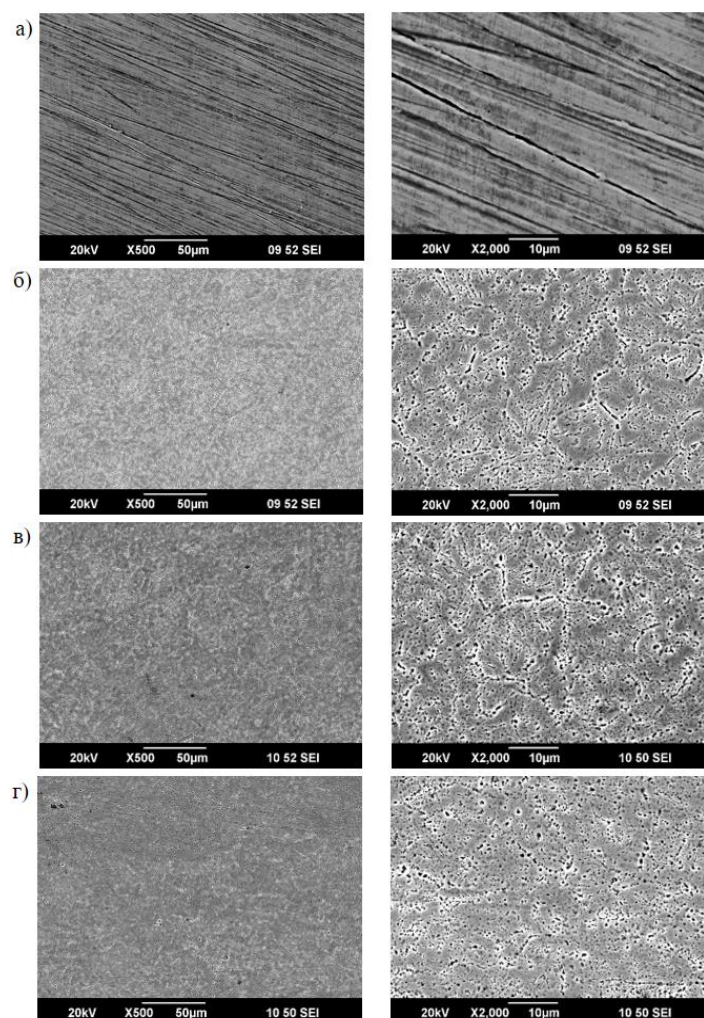 а)
20kV X500 50µm 09 52 SEI
20kV X2,000 10µm 09 52 SEI
б)
20kV X500 50µm 09 52 SEI
20kV X2,000 10µm 09 52 SEI
в)
20kV X500 50µm 10 52 SEI
20kV X2,000 10µm 10 50 SEI
г)
20kV X500 50µm 10 50 SEI
20kV X2,000 10µm 10 50 SEI